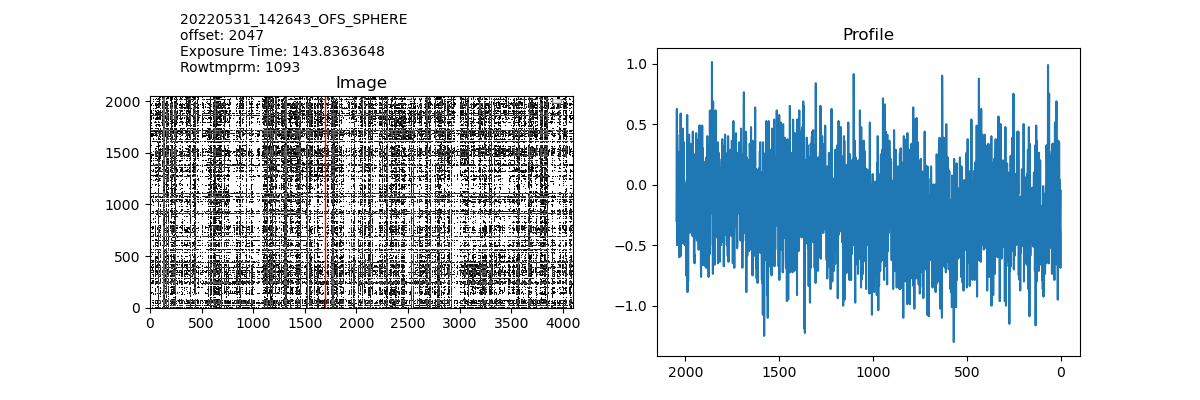 20220531_142643_OFS_SPHERE
offset: 2047
Exposure Time: 143.8363648
Rowtmprm: 1093
Image
2000
1500
1000
500
0
0 500 1000 1500 2000 2500 3000 3500 4000
Profile
1.0
0.5
0.0
−0.5
−1.0
2000 1500 1000 500 0